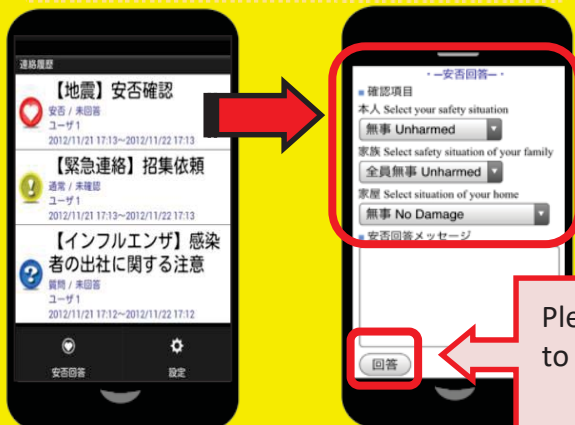 連絡履歴
【地震】安否確認
安否 / 未回答
ユーザ1
2012/11/21 17:13~2012/11/22 17:13
【緊急連絡】招集依頼
通常 / 未確認
ユーザ1
2012/11/21 17:13~2012/11/22 17:13
【インフルエンザ】感染
者の出社に関する注意
質問 / 未回答
ユーザ1
2012/11/21 17:12~2012/11/22 17:12
安否回答
設定
・―安否回答―・
確認項目
本人 Select your safety situation
無事 Unharmed
家族 Select safety situation of your family
全員無事 Unharmed
家屋 Select situation of your home
無事 No Damage
安否回答メッセージ
回答
Ple
to